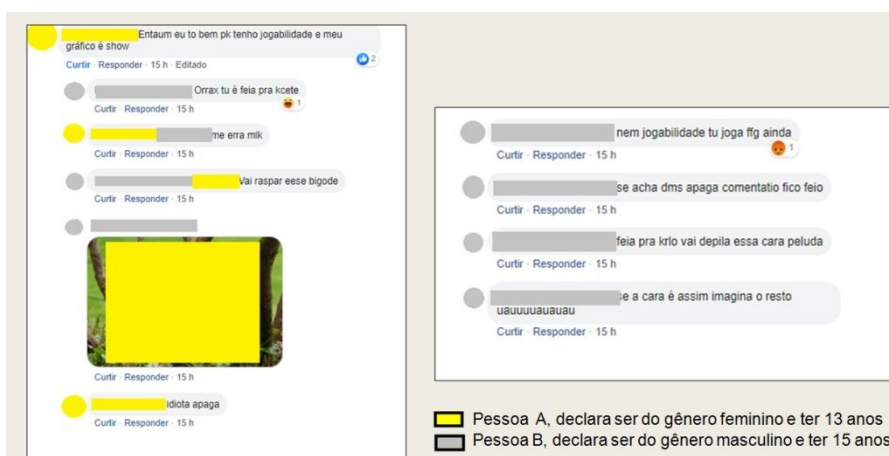 Entaum eu to bem pk tenho jogabilidade e meu
gráfico é show
Curtir · Responder · 15 h · Editado
2
Orrax tu é feia pra kcete
1
Curtir · Responder · 15 h
me erra mlk
Curtir · Responder · 15 h
Vai raspar eese bigode
Curtir · Responder · 15 h
Curtir · Responder · 15 h
idiota apaga
Curtir · Responder · 15 h
nem jogabilidade tu joga ffg ainda
1
Curtir · Responder · 15 h
se acha dms apaga comentatio fico feio
Curtir · Responder · 15 h
feia pra krlo vai depila essa cara peluda
Curtir · Responder · 15 h
se a cara é assim imagina o resto
uauuuuauauau
Curtir · Responder · 15 h
Pessoa A, declara ser do gênero feminino e ter 13 anos
Pessoa B, declara ser do gênero masculino e ter 15 anos